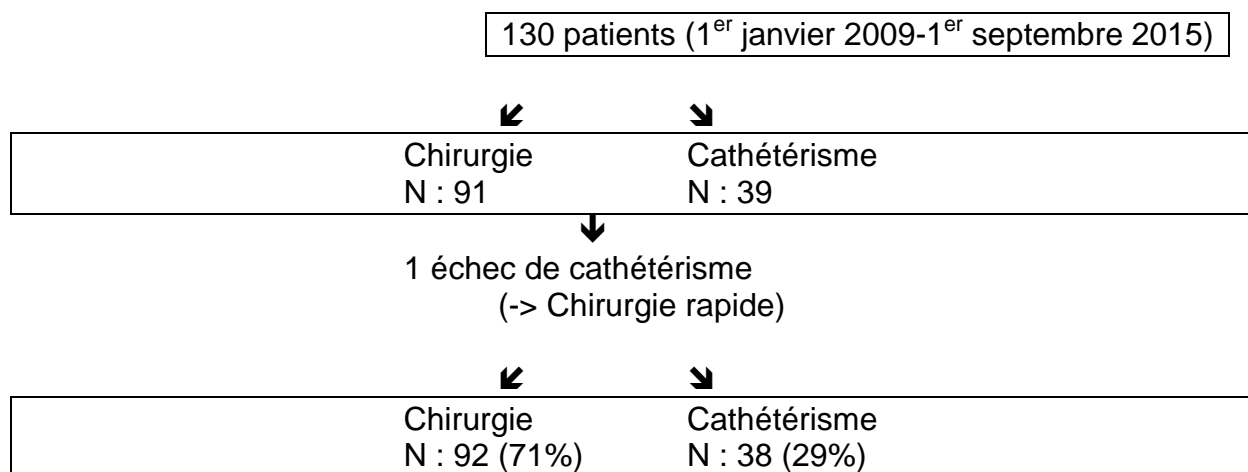 130 patients (1er janvier 2009-1er septembre 2015)
Chirurgie Cathétérisme
N : 91 N : 39
1 échec de cathétérisme
(-> Chirurgie rapide)
Chirurgie Cathétérisme
N : 92 (71%) N : 38 (29%)